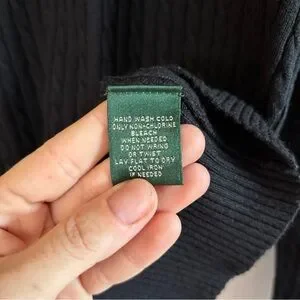 HAND WASH COLD
ONLY NON-CHLORINE
BLEACH
WHEN NEEDED
DO NOT WRING
OR TWIST
LAY FLAT TO DRY
COOL IRON
IF NEEDED